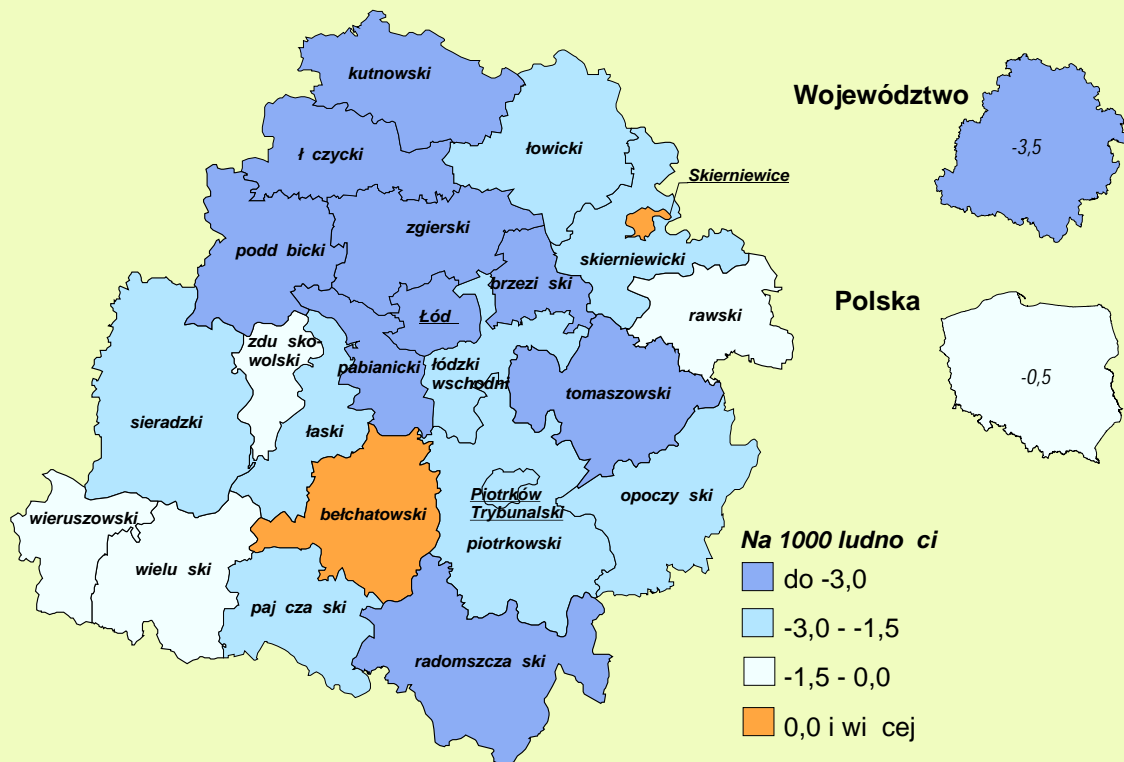 kutnowski
Województwo
ł czycki
łowicki
-3,5
Skierniewice
zgierski
podd bicki
skierniewicki
brzezi ski
Polska
Łód
rawski
zdu sko-
wolski
pabianicki
łódzki
wschodni
-0,5
tomaszowski
sieradzki
łaski
opoczy ski
Piotrków
Trybunalski
wieruszowski
bełchatowski
piotrkowski
Na 1000 ludno ci
wielu ski
do -3,0
paj cza ski
-3,0 - -1,5
radomszcza ski
-1,5 - 0,0
0,0 i wi cej